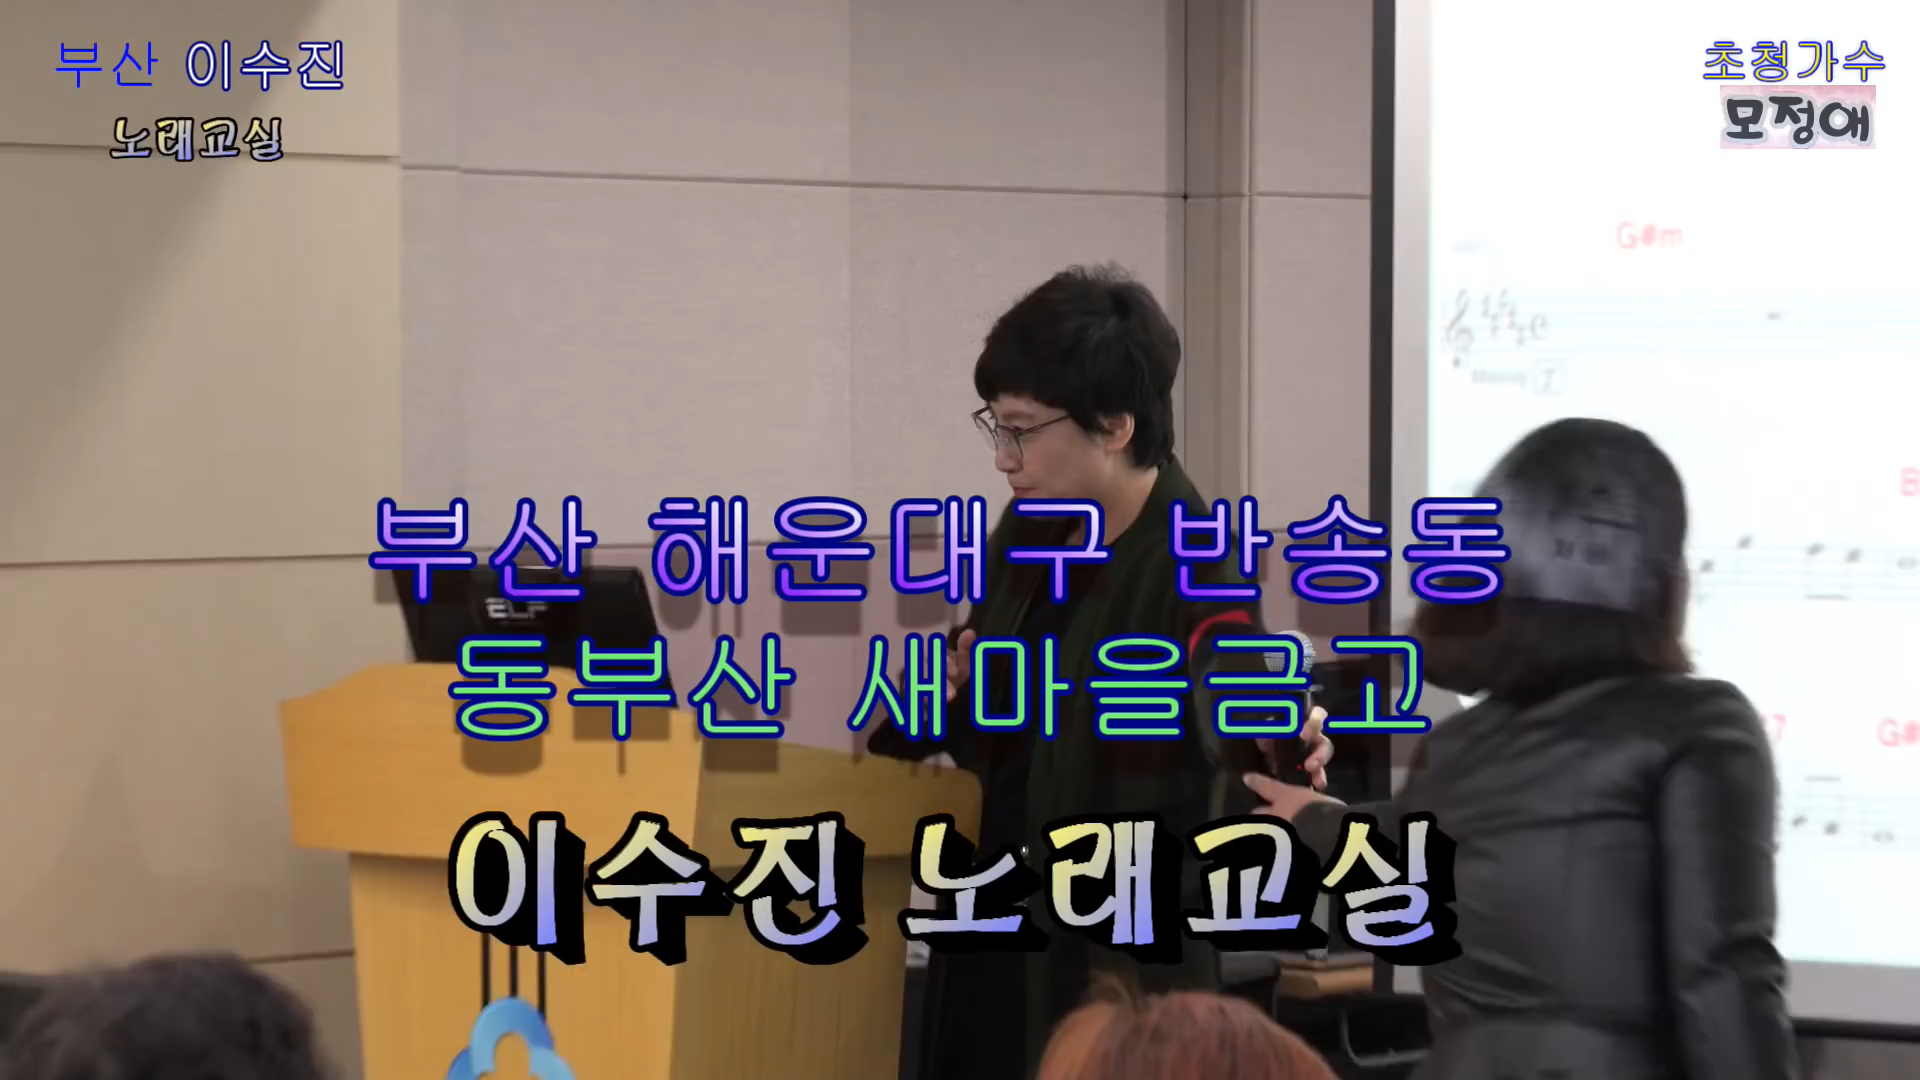 부산 이수진
노래교실
초청가수
모정애
G#m
부산 해운대구 반송동
동부산 새마을금고
이수진 노래교실